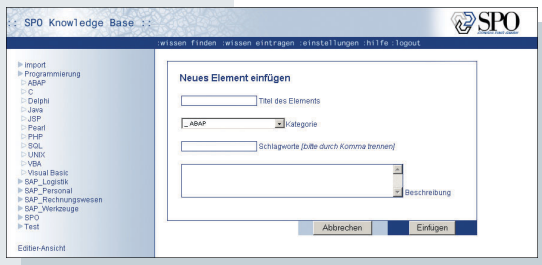 :: SPO Knowledge Base ::
SPO
:wissen finden :wissen eintragen :einstellungen :hilfe :logout
import
Programmierung
ABAP
C
Delphi
Java
JSP
Pearl
PHP
SQL
UNIX
VBA
Visual Basic
SAP_Logistik
SAP_Personal
SAP_Rechnungswesen
SAP_Werkzeuge
SPO
Test
Editier-Ansicht
Neues Element einfügen
Titel des Elements
_ ABAP Kategorie
Schlagworte [bitte durch Komma trennen]
Beschreibung
Abbrechen Einfügen